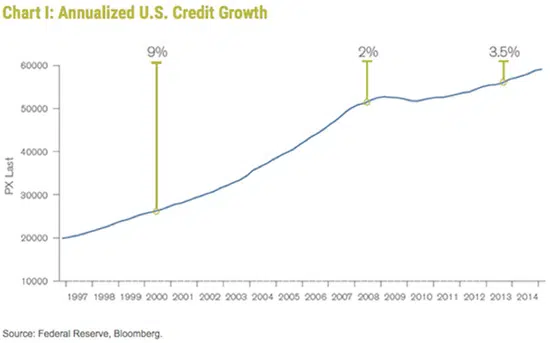 Chart I: Annualized U.S. Credit Growth
9% 2% 3.5%
60000
50000
40000
30000
20000
10000
PX Last
1997 1998 1999 2000 2001 2002 2003 2004 2005 2006 2007 2008 2009 2010 2011 2012 2013 2014
Source: Federal Reserve, Bloomberg.